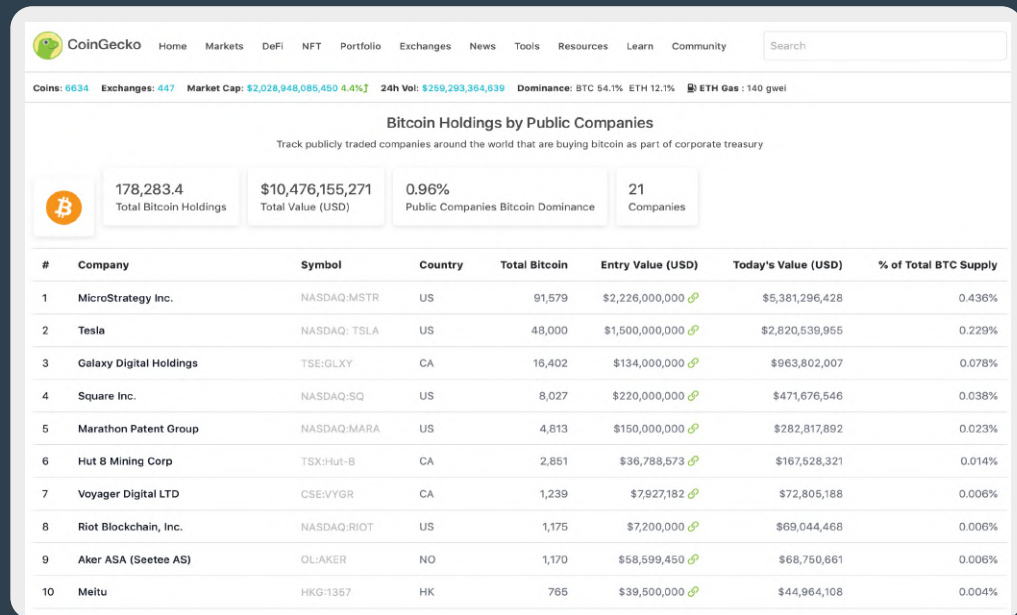 CoinGecko Home Markets DeFi NFT Portfolio Exchanges News Tools Resources Learn Community Search
Coins: 6634 Exchanges: 447 Market Cap: $2,028,948,085,450 4.4% 24h Vol: $259,293,364,639 Dominance: BTC 54.1% ETH 12.1% ETH Gas : 140 gwei
Bitcoin Holdings by Public Companies
Track publicly traded companies around the world that are buying bitcoin as part of corporate treasury
178,283.4 $10,476,155,271 0.96% 21
Total Bitcoin Holdings Total Value (USD) Public Companies Bitcoin Dominance Companies
# Company Symbol Country Total Bitcoin Entry Value (USD) Today's Value (USD) % of Total BTC Supply
1 MicroStrategy Inc. NASDAQ:MSTR US 91,579 $2,226,000,000 $5,381,296,428 0.436%
2 Tesla NASDAQ: TSLA US 48,000 $1,500,000,000 $2,820,539,955 0.229%
3 Galaxy Digital Holdings TSE:GLXY CA 16,402 $134,000,000 $963,802,007 0.078%
4 Square Inc. NASDAQ:SQ US 8,027 $220,000,000 $471,676,546 0.038%
5 Marathon Patent Group NASDAQ:MARA US 4,813 $150,000,000 $282,817,892 0.023%
6 Hut 8 Mining Corp TSX:Hut-8 CA 2,851 $36,788,573 $167,528,321 0.014%
7 Voyager Digital LTD CSE:VYGR CA 1,239 $7,927,182 $72,805,188 0.006%
8 Riot Blockchain, Inc. NASDAQ:RIOT US 1,175 $7,200,000 $69,044,468 0.006%
9 Aker ASA (Seetee AS) OL:AKER NO 1,170 $58,599,450 $68,750,661 0.006%
10 Meitu HKG:1357 HK 765 $39,500,000 $44,964,108 0.004%